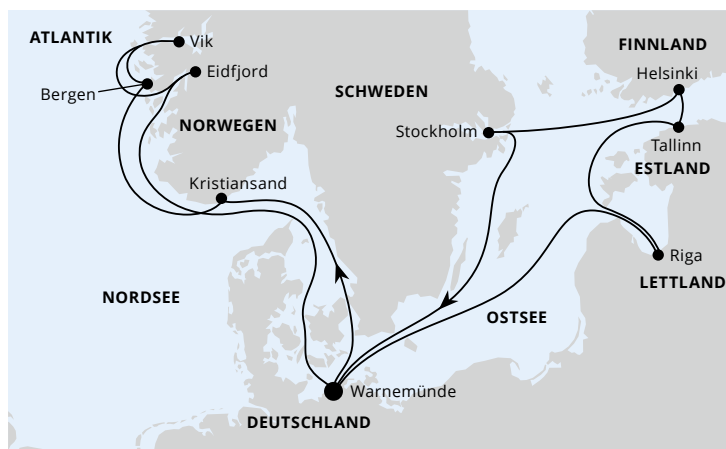 ATLANTIK
Vik
FINNLAND
Eidfjord
Helsinki
Bergen
SCHWEDEN
NORWEGEN
Stockholm
Tallinn
ESTLAND
Kristiansand
Riga
LETTLAND
NORDSEE
OSTSEE
Warnemünde
DEUTSCHLAND